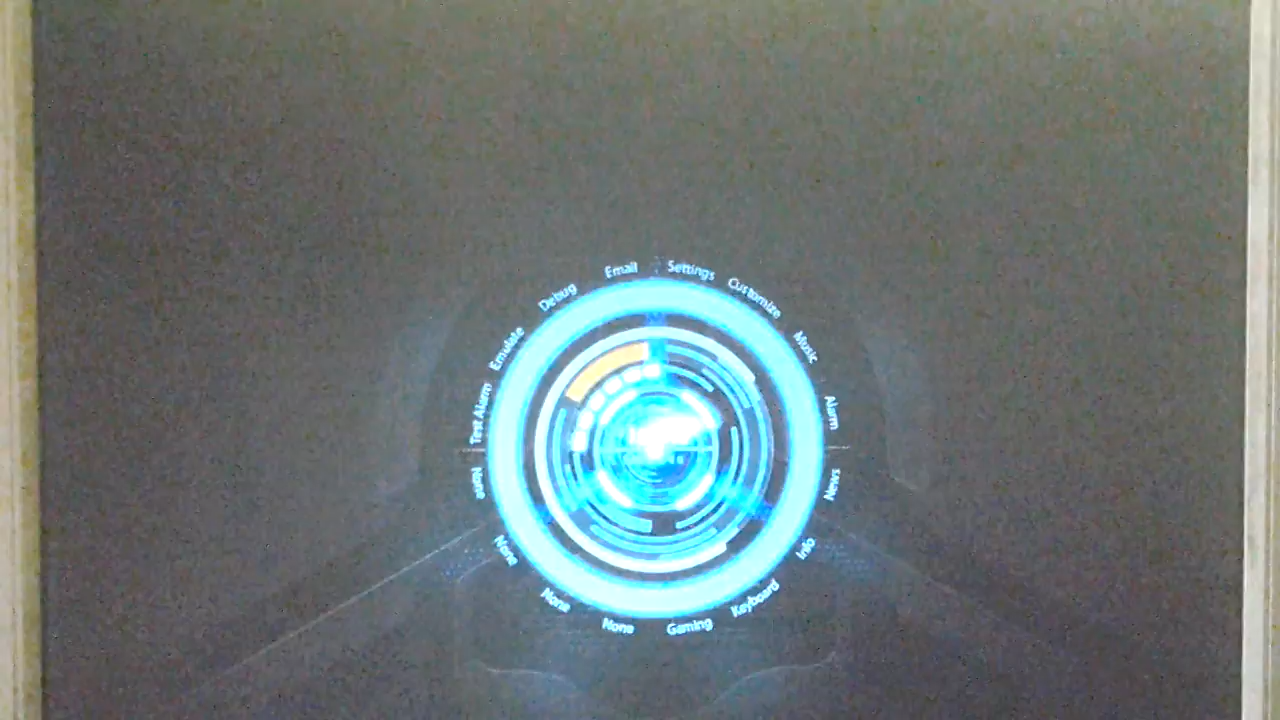 Settings
Customize
Music
Alarm
News
Info
Keyboard
Gaming
None
None
None
None
Test Alarm
Emulate
Debug
Email